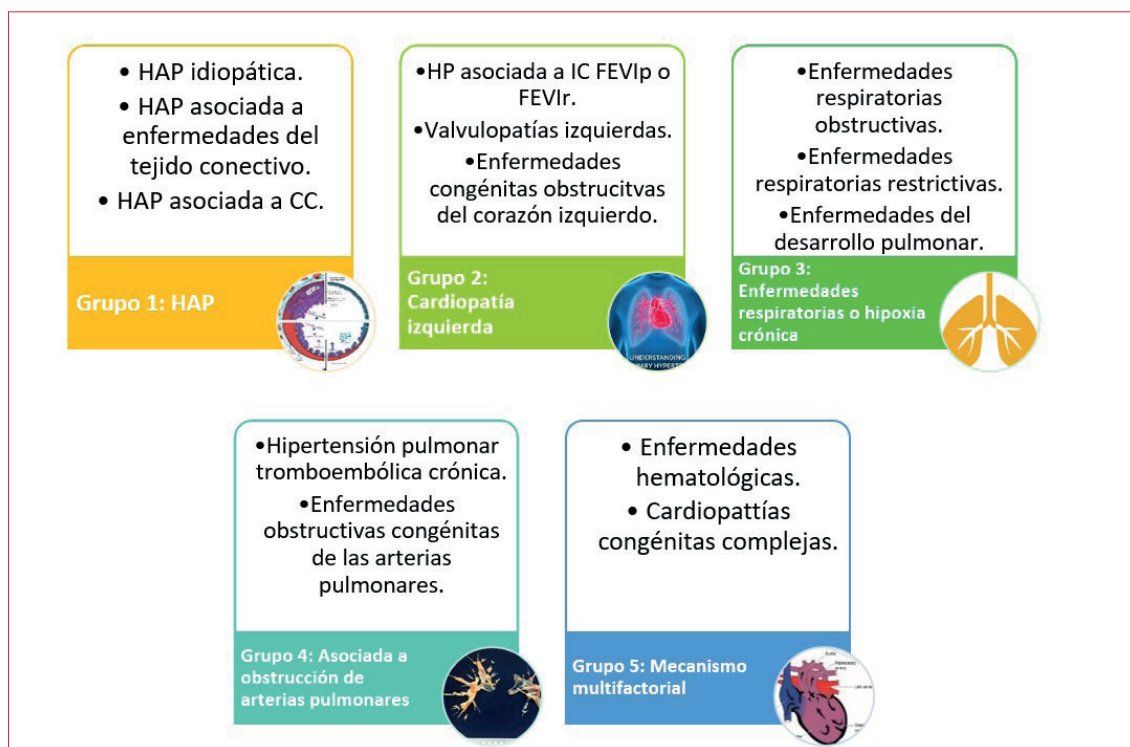 • HAP idiopática.
• HAP asociada a
enfermedades del
tejido conectivo.
• HAP asociada a CC.
Grupo 1: HAP
•HP asociada a IC FEVIp o
FEVIr.
•Valvulopatías izquierdas.
•Enfermedades
congénitas obstrucitvas
del corazón izquierdo.
Grupo 2:
Cardiopatía
izquierda
UNDERSTANDING
•Enfermedades
respiratorias
obstructivas.
•Enfermedades
respiratorias restrictivas.
•Enfermedades del
desarrollo pulmonar.
Grupo 3:
Enfermedades
respiratorias o hipoxia
crónica
•Hipertensión pulmonar
tromboembólica crónica.
•Enfermedades
obstructivas congénitas
de las arterias
pulmonares.
Grupo 4: Asociada a
obstrucción de
arterias pulmonares
• Enfermedades
hematológicas.
• Cardiopattías
congénitas complejas.
Grupo 5: Mecanismo
multifactorial